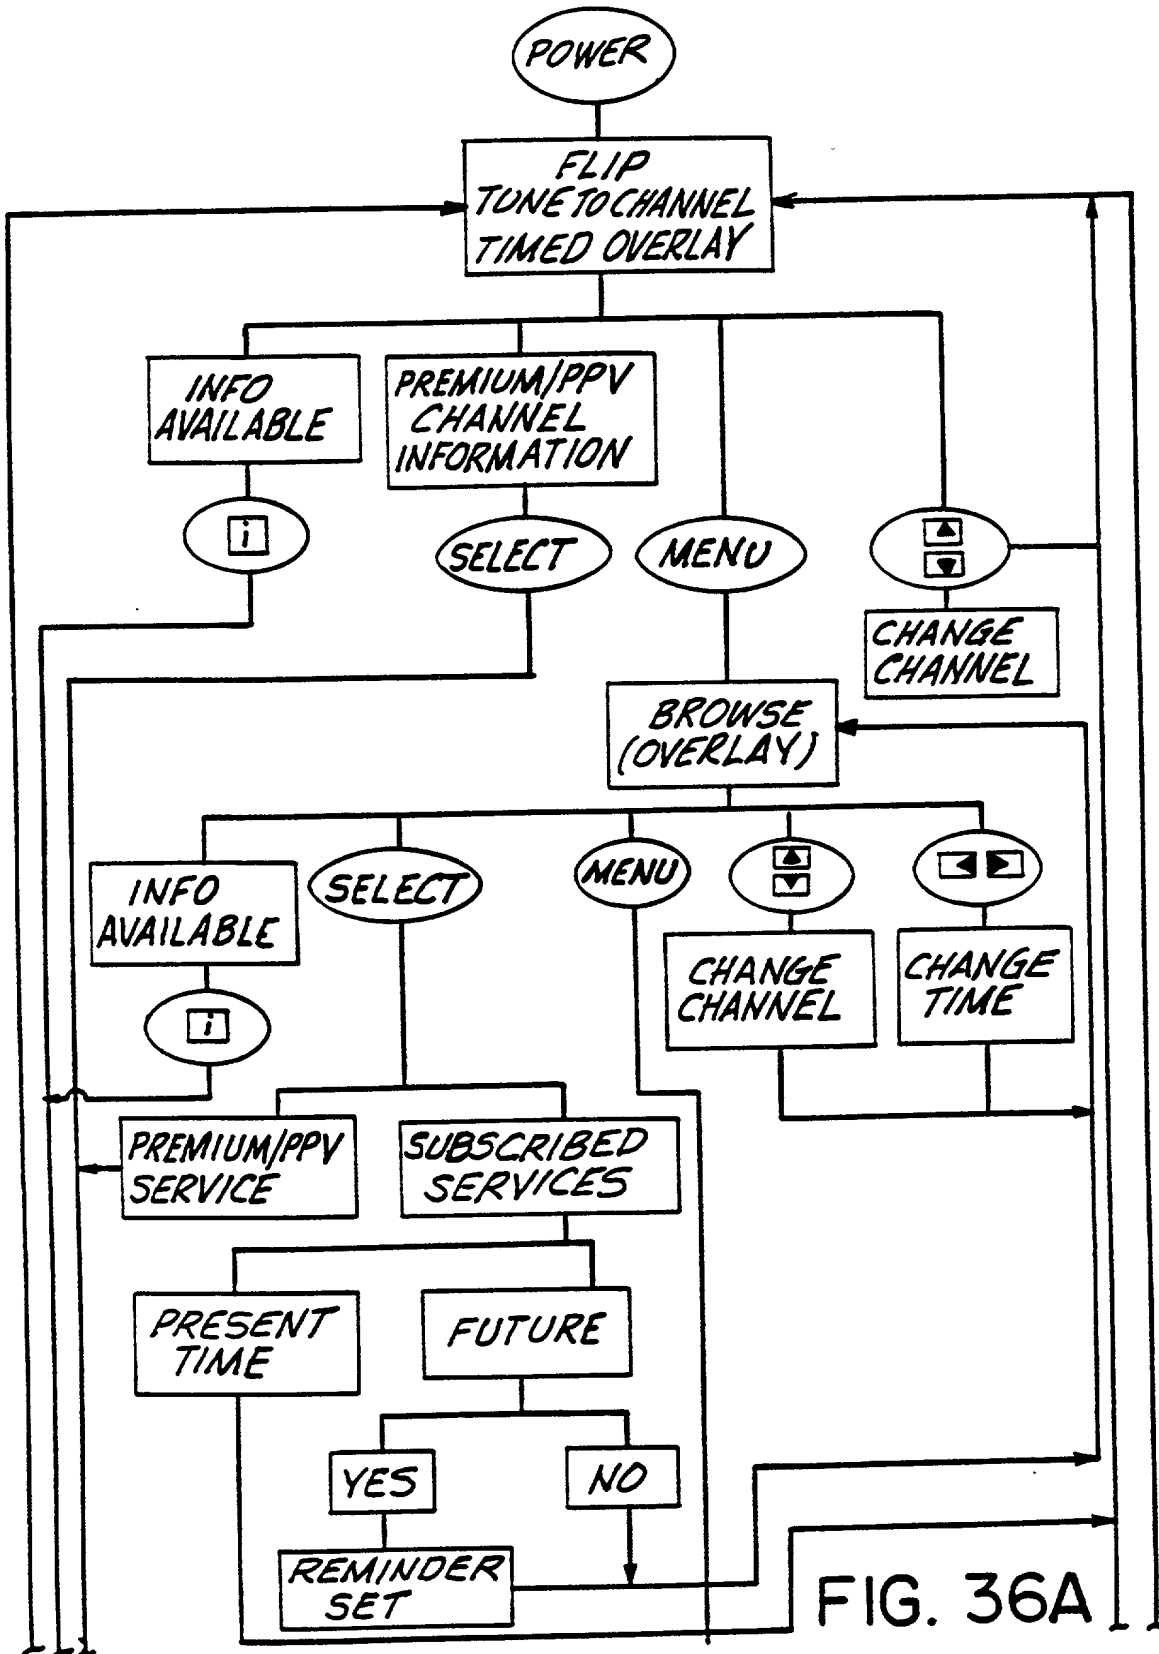 POWER
FLIP
TUNE TO CHANNEL
TIMED OVERLAY
INFO
AVAILABLE
PREMIUM/PPV
CHANNEL
INFORMATION
i
SELECT
MENU
CHANGE
CHANNEL
BROWSE
(OVERLAY)
INFO
AVAILABLE
SELECT
MENU
CHANGE
CHANNEL
CHANGE
TIME
i
PREMIUM/PPV
SERVICE
SUBSCRIBED
SERVICES
PRESENT
TIME
FUTURE
YES
NO
REMINDER
SET
FIG. 36A